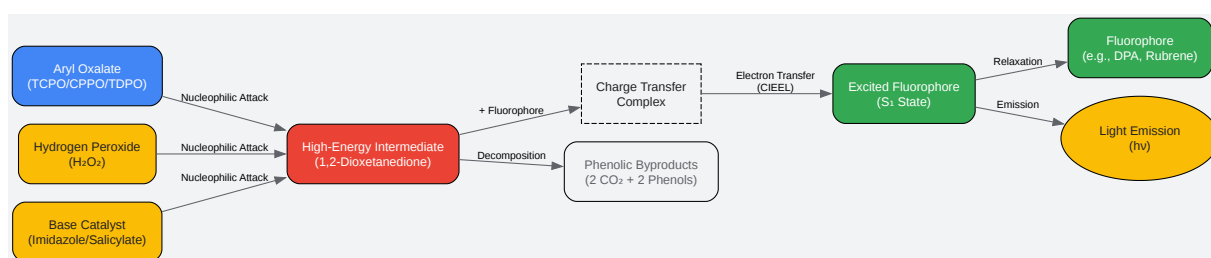 Aryl Oxalate
(TCPO/CPPO/TDPO)
Hydrogen Peroxide
(H₂O₂)
Base Catalyst
(Imidazole/Salicylate)
Nucleophilic Attack
Nucleophilic Attack
Nucleophilic Attack
High-Energy Intermediate
(1,2-Dioxetanedione)
+ Fluorophore
Decomposition
Charge Transfer
Complex
Phenolic Byproducts
(2 CO₂ + 2 Phenols)
Electron Transfer
(CIEEL)
Excited Fluorophore
(S₁ State)
Relaxation
Emission
Fluorophore
(e.g., DPA, Rubrene)
Light Emission
(hν)